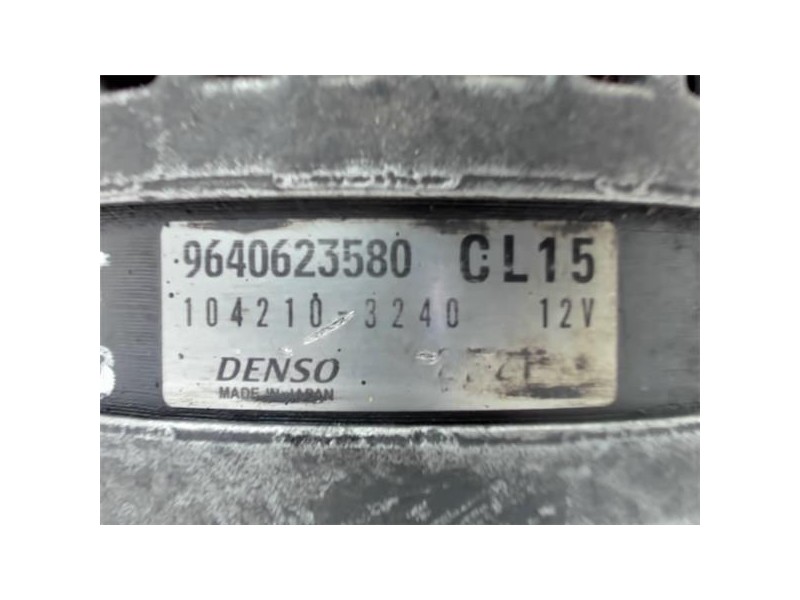 9640623580 CL15
104210-3240 12V
DENSO
MADE IN JAPAN